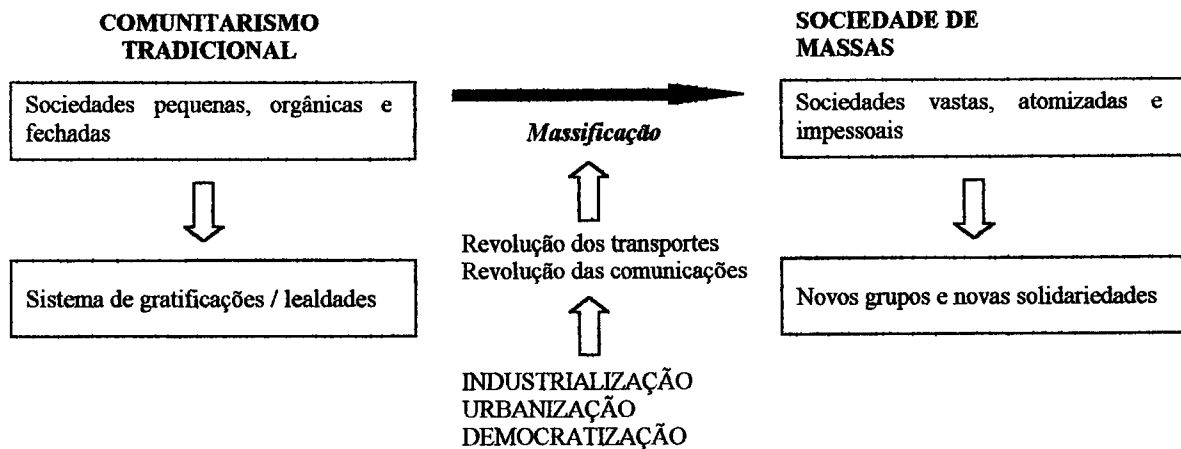 COMUNITARISMO
TRADICIONAL
Sociedades pequenas, orgânicas e
fechadas
Sistema de gratificações / lealdades
Massificação
Revolução dos transportes
Revolução das comunicações
INDUSTRIALIZAÇÃO
URBANIZAÇÃO
DEMOCRATIZAÇÃO
SOCIEDADE DE
MASSAS
Sociedades vastas, atomizadas e
impessoais
Novos grupos e novas solidariedades